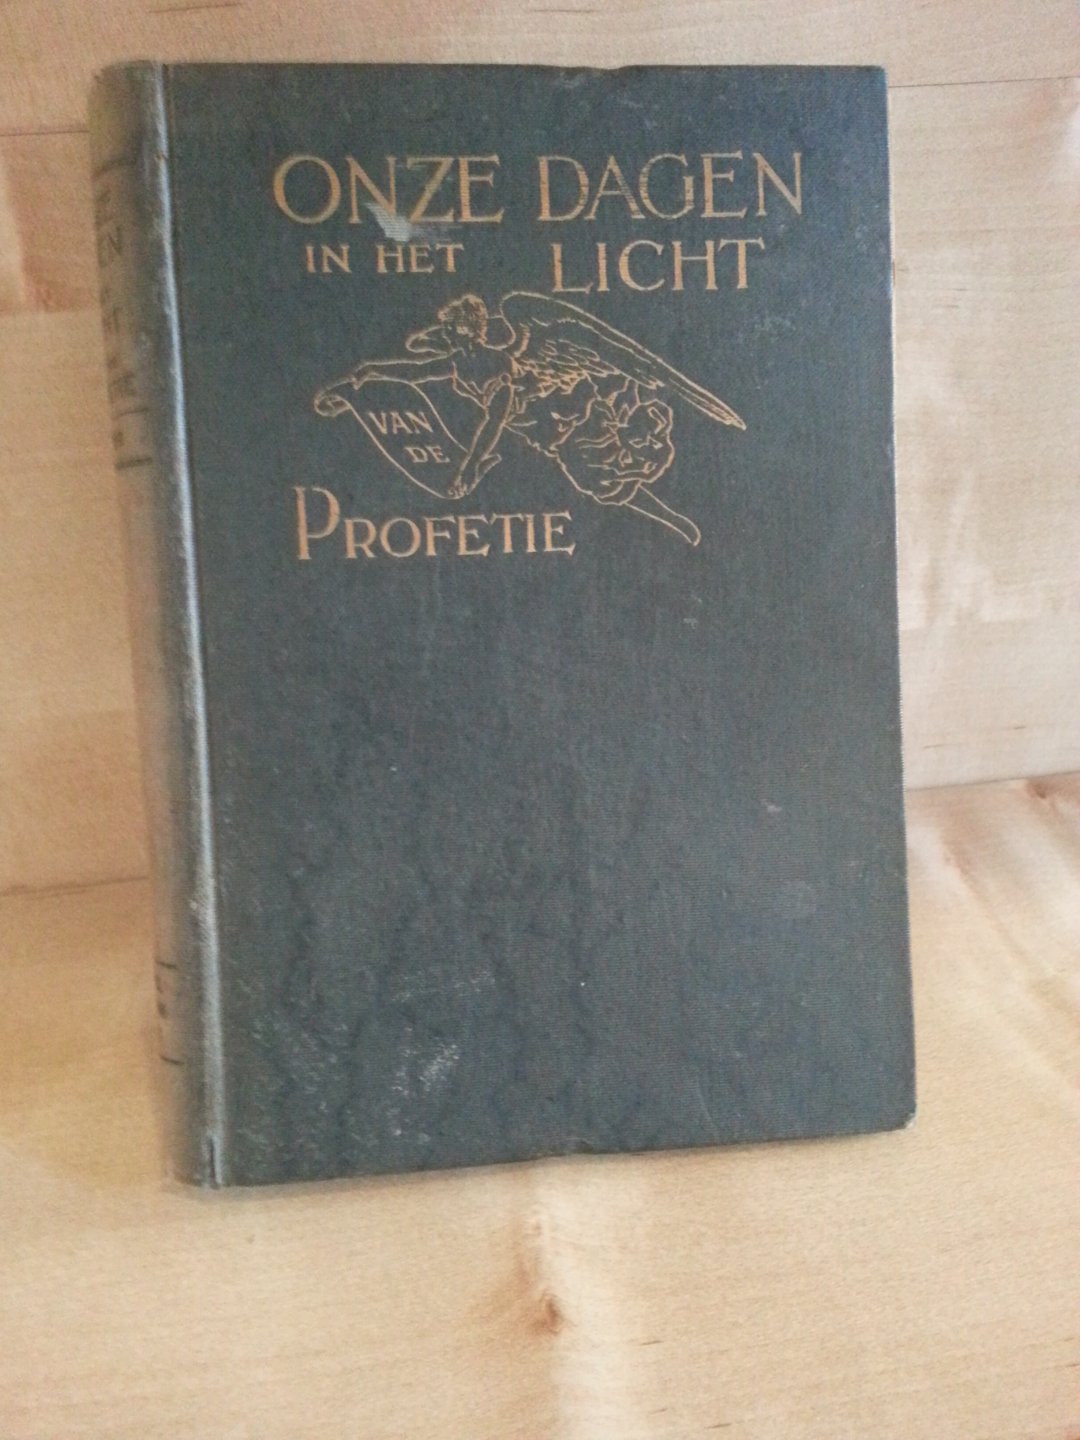 ONZE DAGEN
IN HET LICHT
VAN
DE
PROFETIE